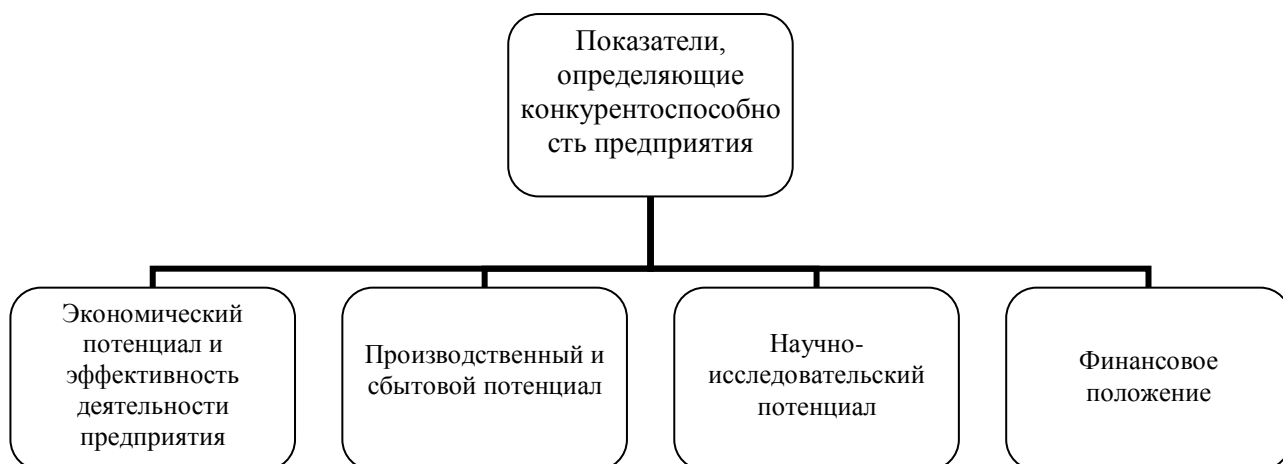 Показатели,
определяющие
конкурентоспособно
сть предприятия
Экономический
потенциал и
эффективность
деятельности
предприятия
Производственный и
сбытовой потенциал
Научно-
исследовательский
потенциал
Финансовое
положение